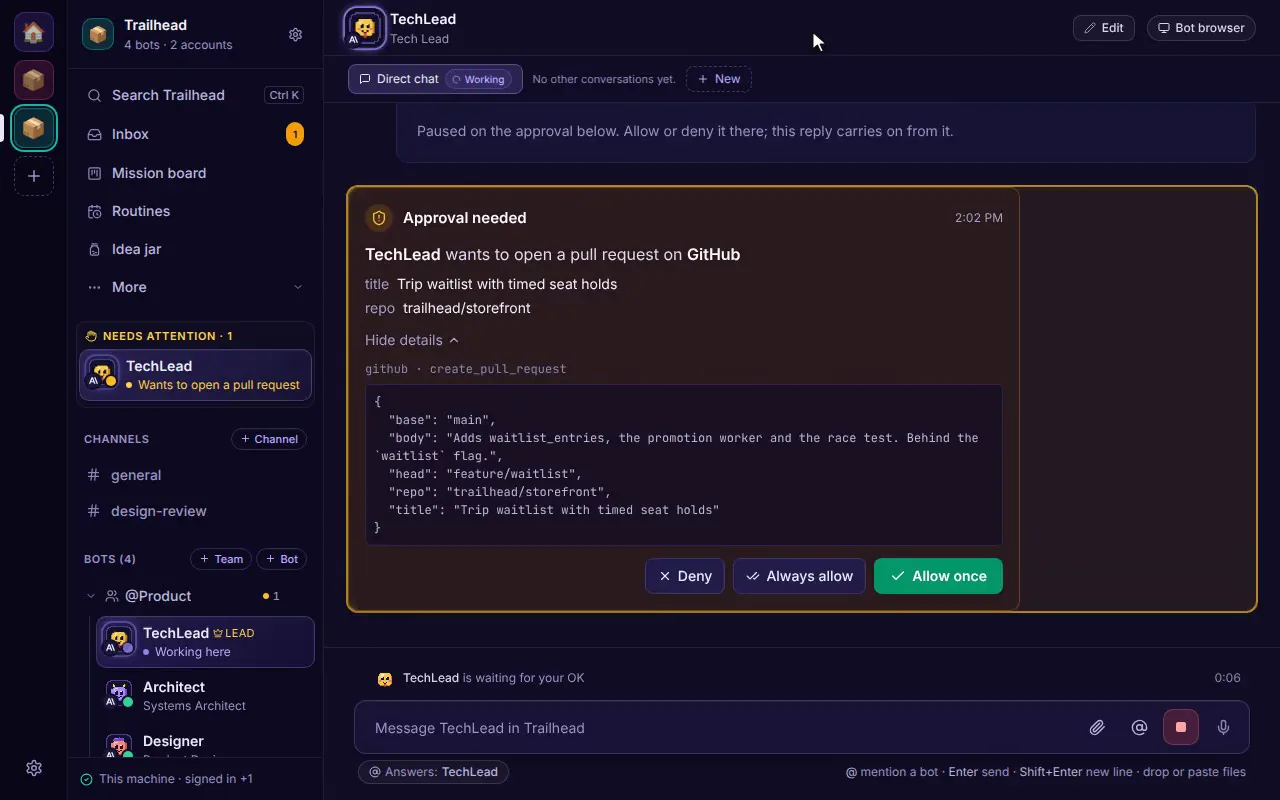 Trailhead
4 bots · 2 accounts
Search Trailhead
Ctrl K
Inbox
1
Mission board
Routines
Idea jar
More
NEEDS ATTENTION · 1
TechLead
Wants to open a pull request
CHANNELS
+ Channel
# general
# design-review
BOTS (4)
+ Team
+ Bot
@Product
1
TechLead LEAD
Working here
Architect
Systems Architect
Designer
This machine · signed in +1
TechLead
Tech Lead
Edit
Bot browser
Direct chat
Working
No other conversations yet.
+ New
Paused on the approval below. Allow or deny it there; this reply carries on from it.
Approval needed
2:02 PM
TechLead wants to open a pull request on GitHub
title Trip waitlist with timed seat holds
repo trailhead/storefront
Hide details
github · create_pull_request
{
"base": "main",
"body": "Adds waitlist_entries, the promotion worker and the race test. Behind the
`waitlist` flag.",
"head": "feature/waitlist",
"repo": "trailhead/storefront",
"title": "Trip waitlist with timed seat holds"
}
Deny
Always allow
Allow once
TechLead is waiting for your OK
0:06
Message TechLead in Trailhead
@ Answers: TechLead
@ mention a bot · Enter send · Shift+Enter new line · drop or paste files